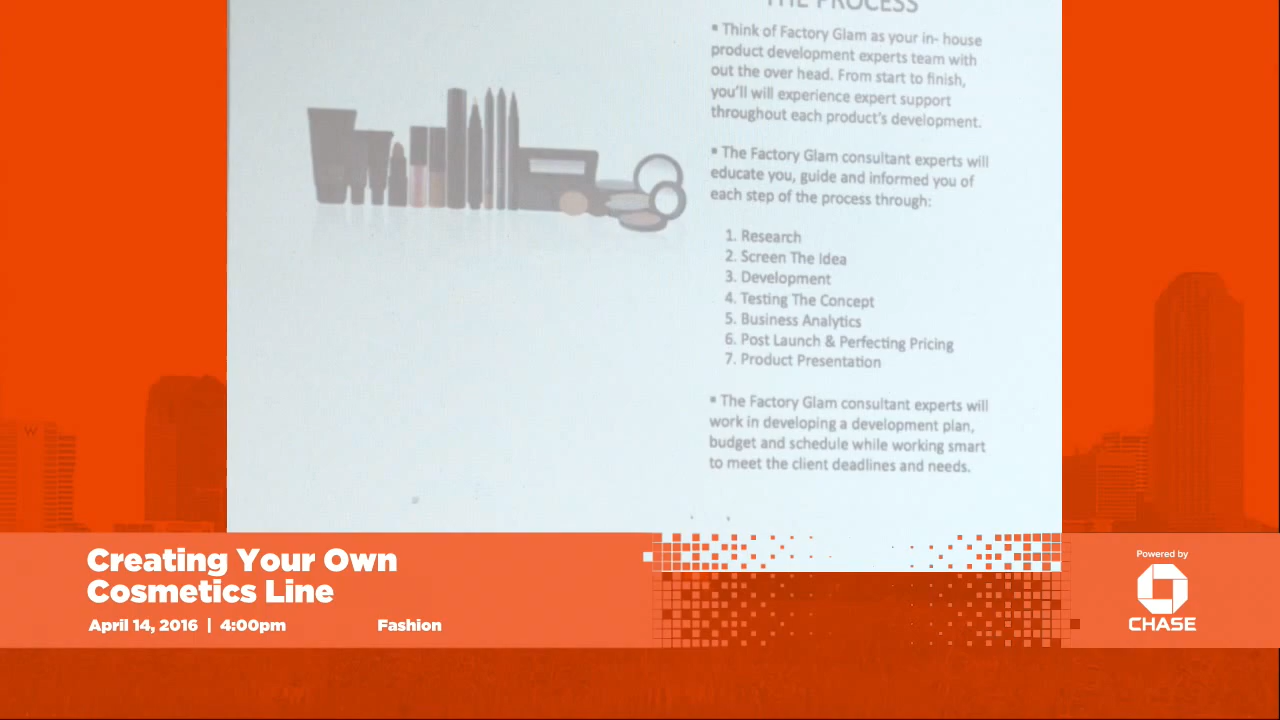 THE PROCESS
▪ Think of Factory Glam as your in- house
product development experts team with
out the over head. From start to finish,
you'll will experience expert support
throughout each product's development.
▪ The Factory Glam consultant experts will
educate you, guide and informed you of
each step of the process through:
1. Research
2. Screen The Idea
3. Development
4. Testing The Concept
5. Business Analytics
6. Post Launch & Perfecting Pricing
7. Product Presentation
▪ The Factory Glam consultant experts will
work in developing a development plan,
budget and schedule while working smart
to meet the client deadlines and needs.
W
Creating Your Own
Cosmetics Line
April 14, 2016 | 4:00pm Fashion
Powered by
CHASE